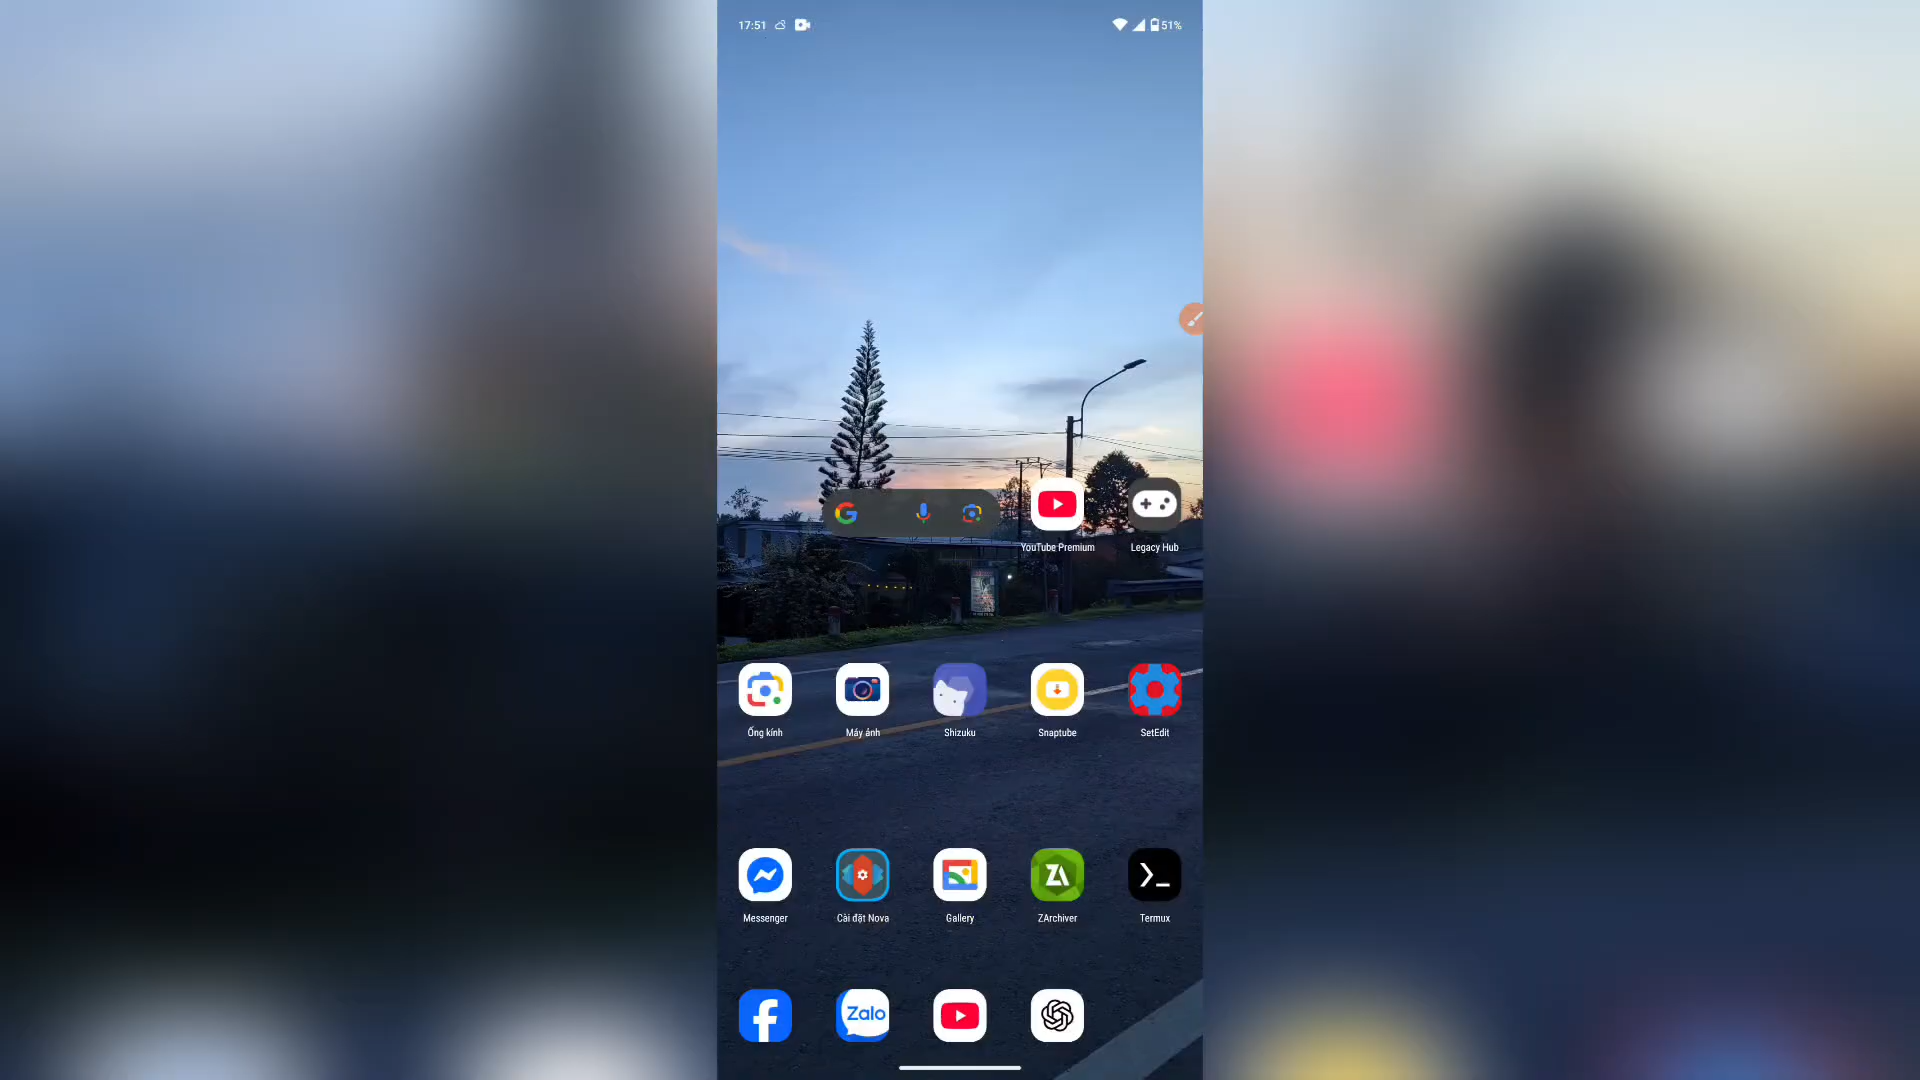 17:51
51%
YouTube Premium
Legacy Hub
Ống kính
Máy ảnh
Shizuku
Snaptube
SetEdit
Messenger
Cài đặt Nova
Gallery
ZArchiver
Termux
Zalo